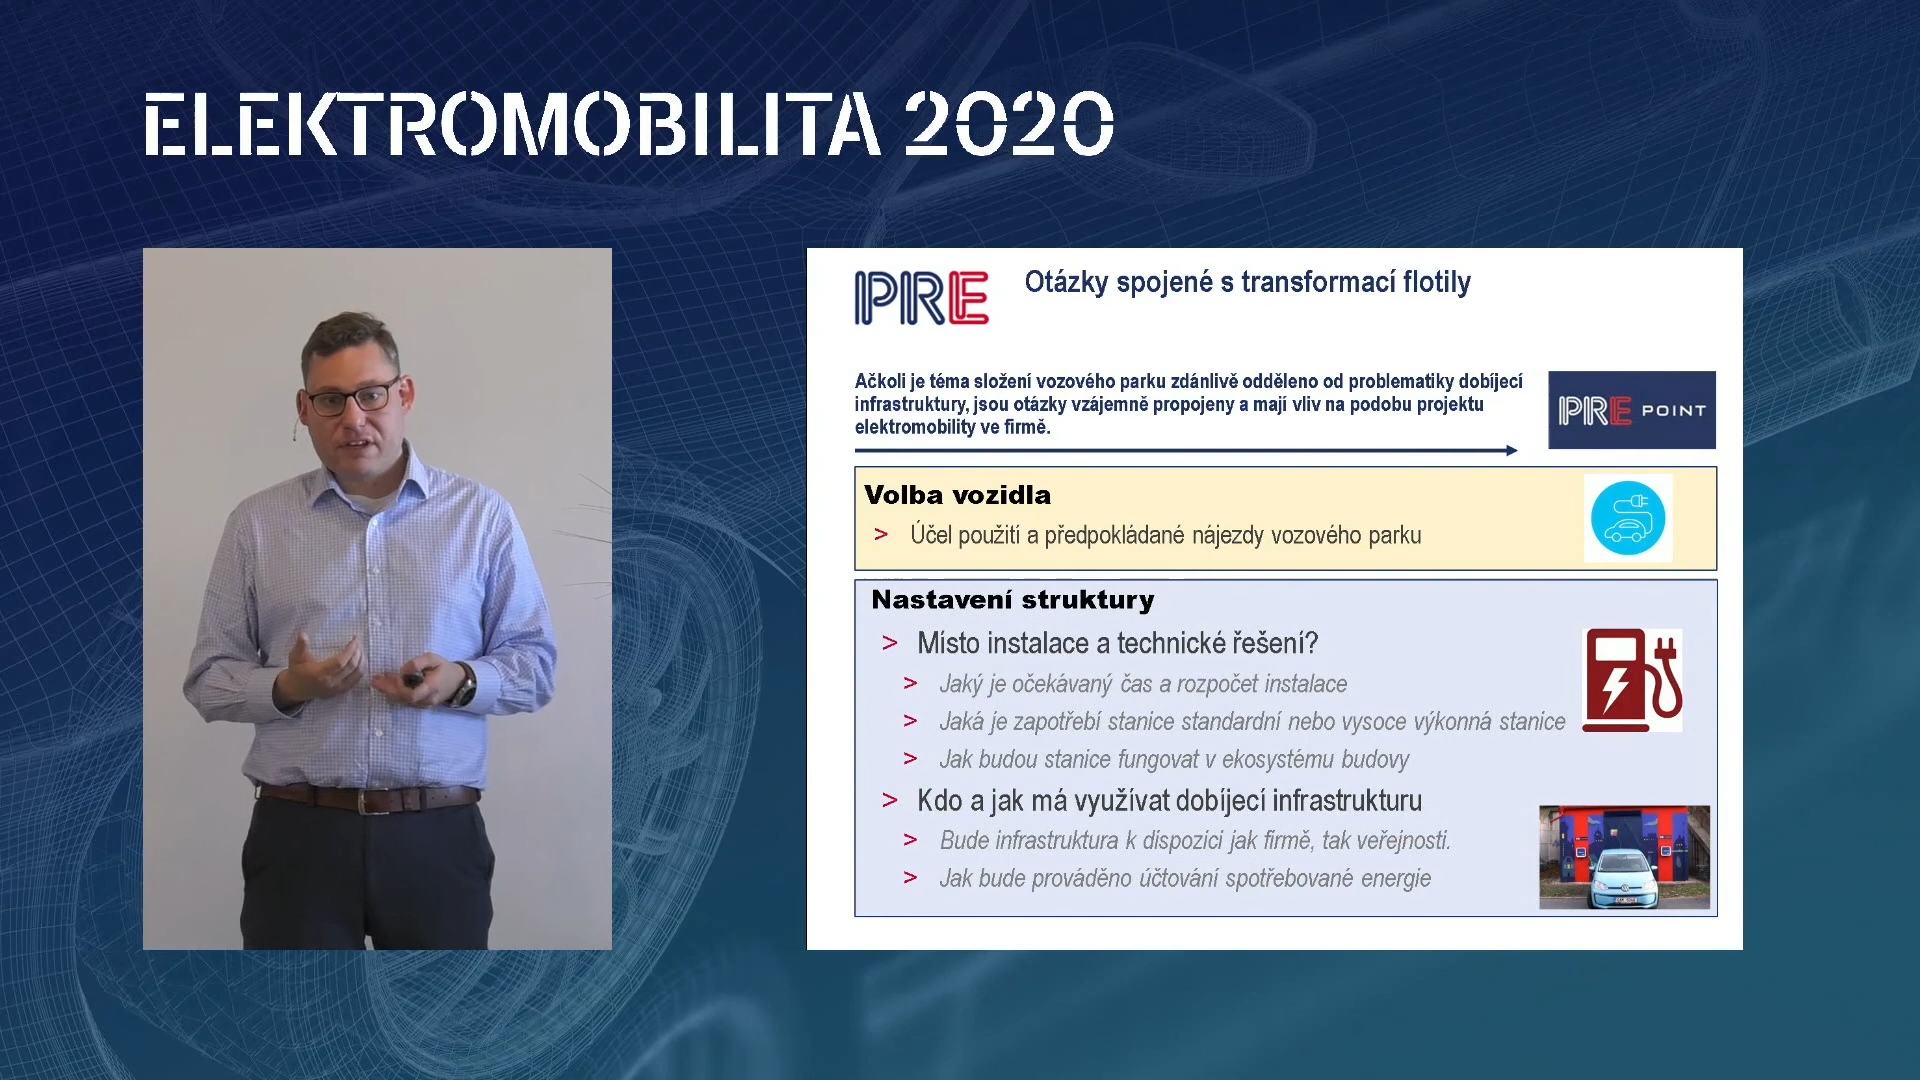 ELEKTROMOBILITA 2020
PRE
Otázky spojené s transformací flotily
Ačkoli je téma složení vozového parku zdánlivě odděleno od problematiky dobíjecí
infrastruktury, jsou otázky vzájemně propojeny a mají vliv na podobu projektu
elektromobility ve firmě.
PRE POINT
Volba vozidla
> Účel použití a předpokládané nájezdy vozového parku
Nastavení struktury
> Místo instalace a technické řešení?
> Jaký je očekávaný čas a rozpočet instalace
> Jaká je zapotřebí stanice standardní nebo vysoce výkonná stanice
> Jak budou stanice fungovat v ekosystému budovy
> Kdo a jak má využívat dobíjecí infrastrukturu
> Bude infrastruktura k dispozici jak firmě, tak veřejnosti.
> Jak bude prováděno účtování spotřebované energie